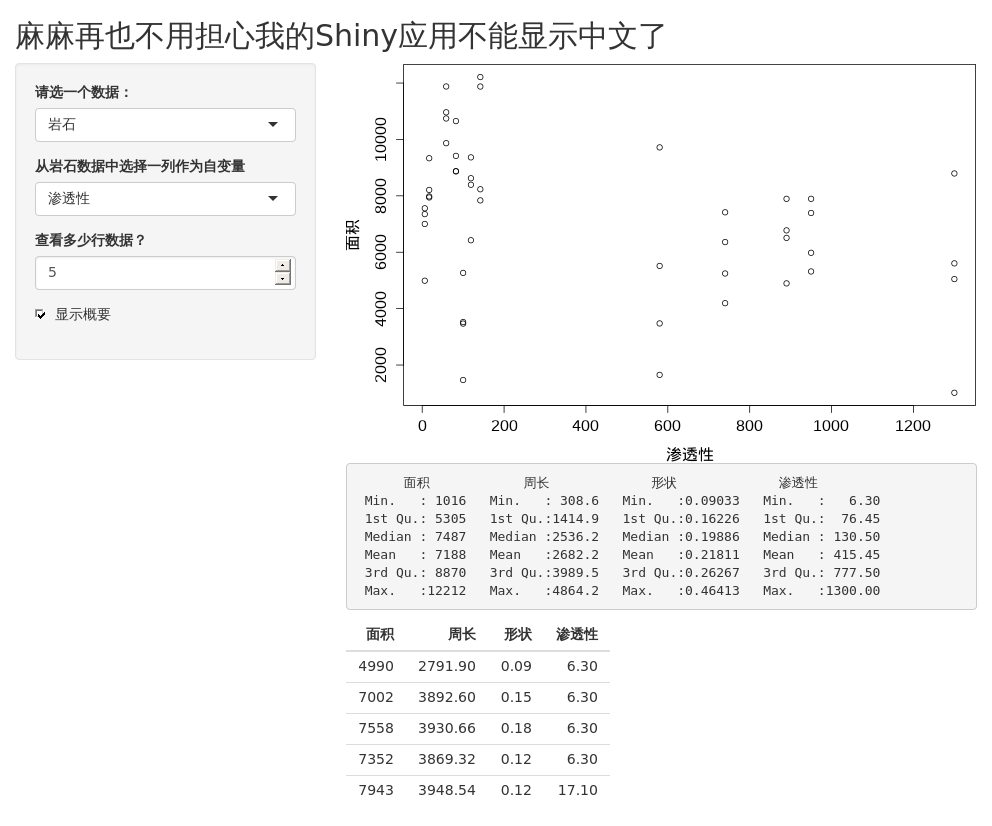 麻麻再也不用担心我的Shiny应用不能显示中文了
请选一个数据：
岩石
从岩石数据中选择一列作为自变量
渗透性
查看多少行数据？
5
显示概要
面积
10000
8000
6000
4000
2000
0 200 400 600 800 1000 1200
渗透性
面积 周长 形状 渗透性
Min. : 1016 Min. : 308.6 Min. :0.09033 Min. : 6.30
1st Qu.: 5305 1st Qu.:1414.9 1st Qu.:0.16226 1st Qu.: 76.45
Median : 7487 Median :2536.2 Median :0.19886 Median : 130.50
Mean : 7188 Mean :2682.2 Mean :0.21811 Mean : 415.45
3rd Qu.: 8870 3rd Qu.:3989.5 3rd Qu.:0.26267 3rd Qu.: 777.50
Max. :12212 Max. :4864.2 Max. :0.46413 Max. :1300.00
面积 周长 形状 渗透性
4990 2791.90 0.09 6.30
7002 3892.60 0.15 6.30
7558 3930.66 0.18 6.30
7352 3869.32 0.12 6.30
7943 3948.54 0.12 17.10